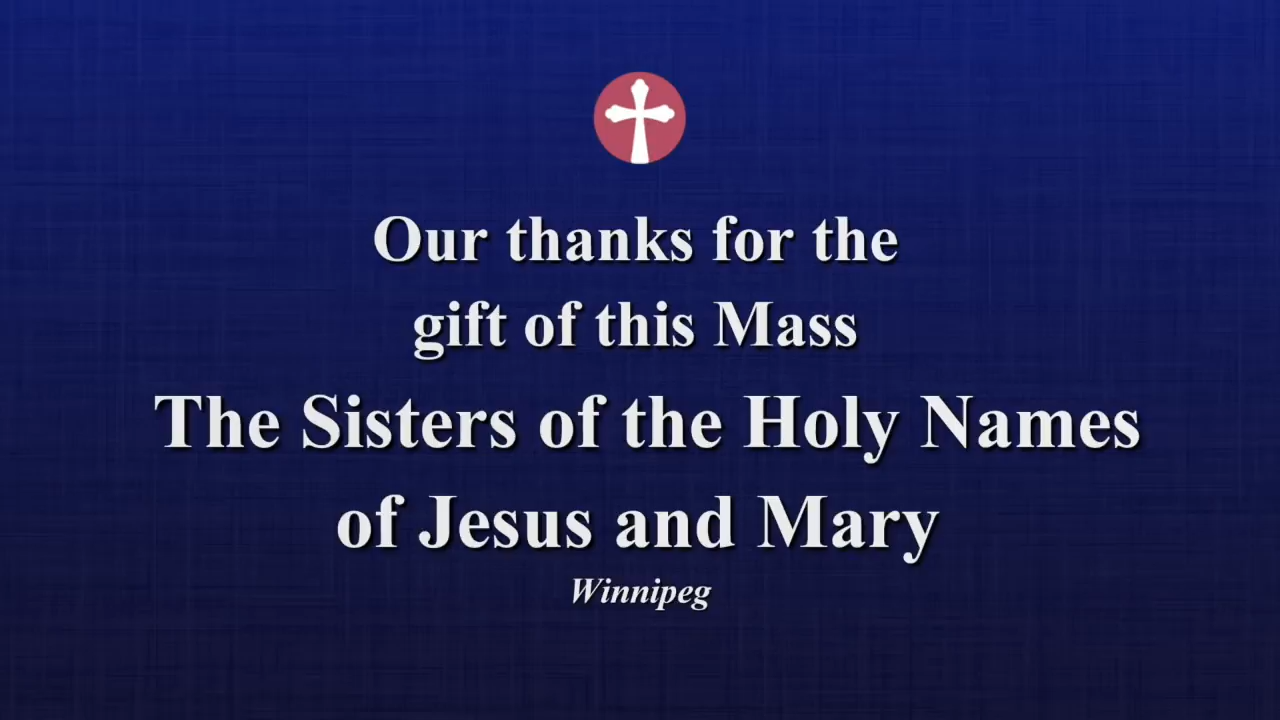 Our thanks for the
gift of this Mass
The Sisters of the Holy Names
of Jesus and Mary
Winnipeg